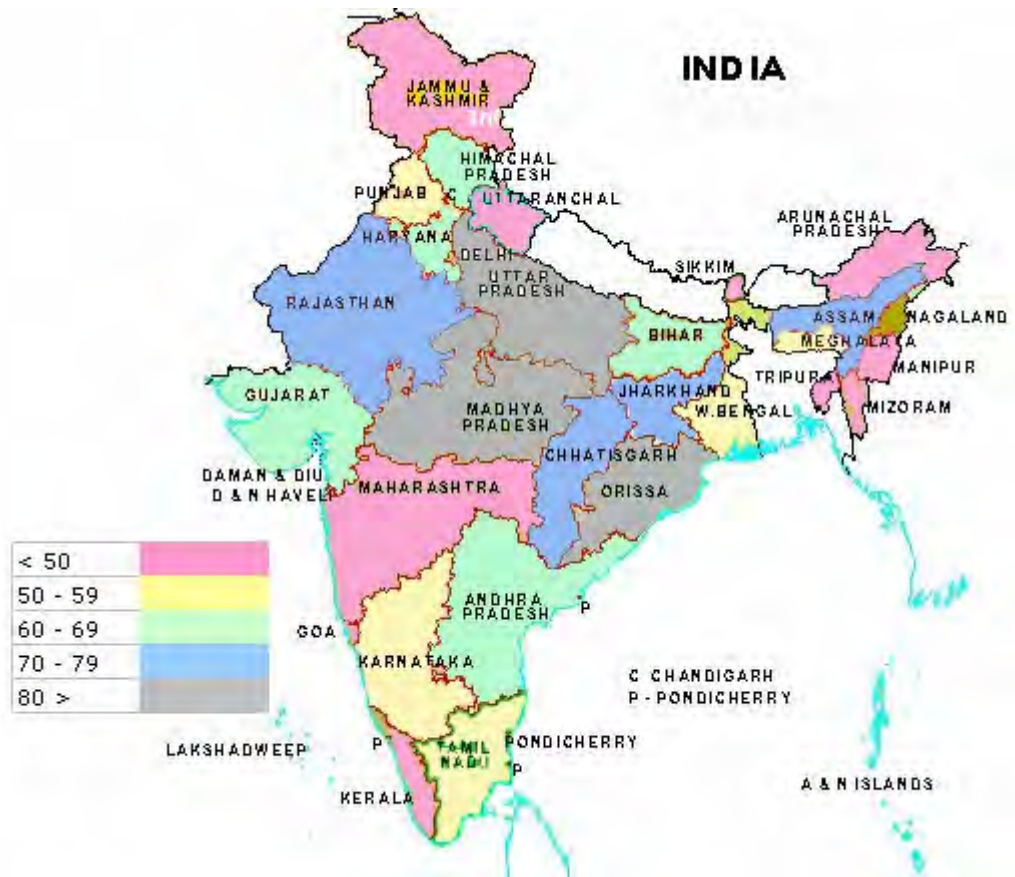 INDIA
JAMMU &
KASHMIR
HIMACHAL
PRADESH
PUNJAB
C
UTTARANCHAL
ARUNACHAL
PRADESH
HARYANA
DELHI
SIKKIM
UTTAR
PRADESH
RAJASTHAN
ASSAM
NAGALAND
BIHAR
MEGHALAYA
MANIPUR
TRIPURA
GUJARAT
JHARKHAND
MIZORAM
MADHYA
PRADESH
W.BENGAL
CHHATISGARH
DAMAN & DIU
D & N HAVELI
MAHARASHTRA
ORISSA
< 50
50 - 59
60 - 69
70 - 79
80 >
ANDHRA
PRADESH
P
GOA
KARNATAKA
C CHANDIGARH
P - PONDICHERRY
LAKSHADWEEP
P
TAMIL
NADU
PONDICHERRY
P
KERALA
A & N ISLANDS